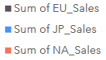 Sum of EU_Sales
Sum of JP_Sales
Sum of NA_Sales